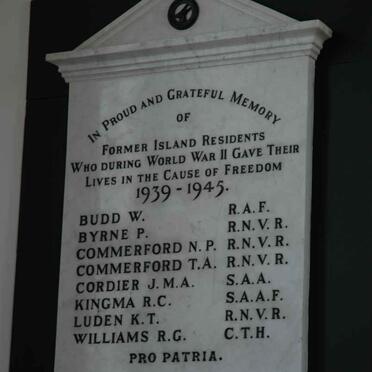 IN PROUD AND GRATEFUL MEMORY
OF
FORMER ISLAND RESIDENTS
WHO DURING WORLD WAR II GAVE THEIR
LIVES IN THE CAUSE OF FREEDOM
1939-1945.
BUDD W. R.A.F.
BYRNE P. R.N.V.R.
COMMERFORD N.P. R.N.V.R.
COMMERFORD T.A. R.N.V.R.
CORDIER J.M.A. S.A.A.
KINGMA R.C. S.A.A.F.
LUDEN K.T. R.N.V.R.
WILLIAMS R.G. C.T.H.
PRO PATRIA.